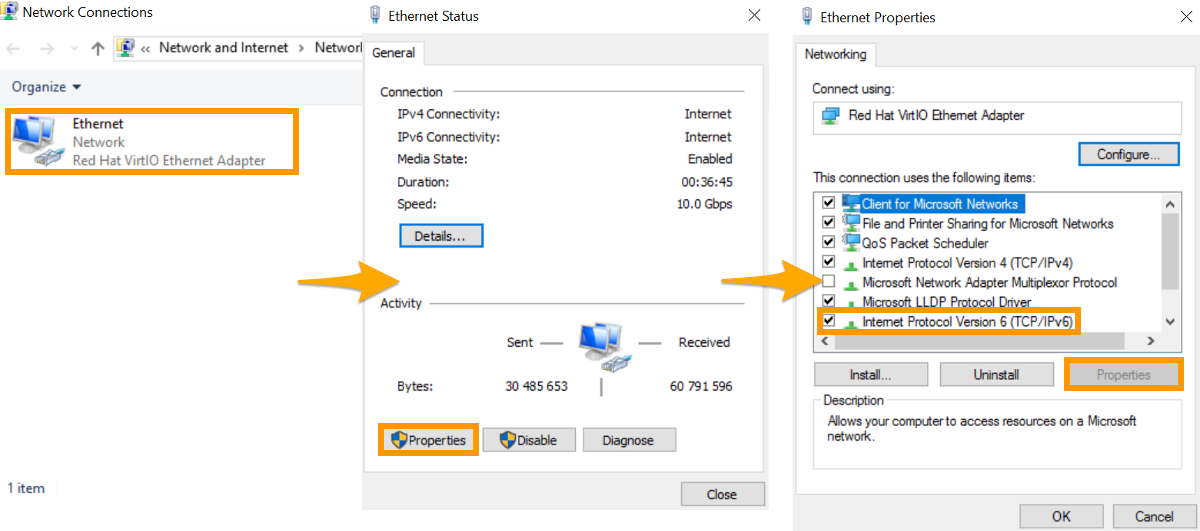 Network Connections
« Network and Internet › Network
Organize
Ethernet
Network
Red Hat VirtIO Ethernet Adapter
1 item
Ethernet Status
General
Connection
IPv4 Connectivity: Internet
IPv6 Connectivity: Internet
Media State: Enabled
Duration: 00:36:45
Speed: 10.0 Gbps
Details...
Activity
Sent Received
Bytes: 30 485 653 60 791 596
Properties Disable Diagnose
Close
Ethernet Properties
Networking
Connect using:
Red Hat VirtIO Ethernet Adapter
Configure...
This connection uses the following items:
Client for Microsoft Networks
File and Printer Sharing for Microsoft Networks
QoS Packet Scheduler
Internet Protocol Version 4 (TCP/IPv4)
Microsoft Network Adapter Multiplexor Protocol
Microsoft LLDP Protocol Driver
Internet Protocol Version 6 (TCP/IPv6)
Install... Uninstall Properties
Description
Allows your computer to access resources on a Microsoft
network.
OK Cancel